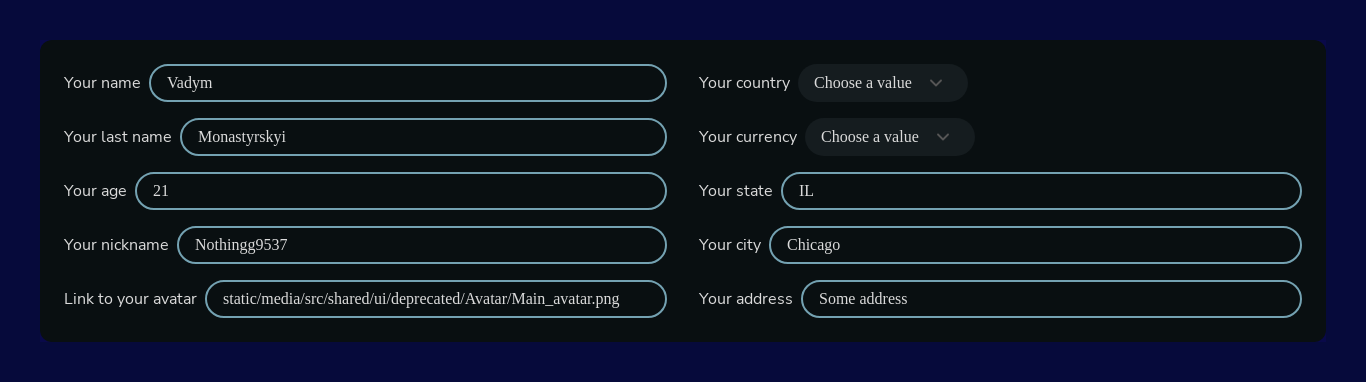 Your name Vadym
Your last name Monastyrskyi
Your age 21
Your nickname Nothingg9537
Link to your avatar static/media/src/shared/ui/deprecated/Avatar/Main_avatar.png
Your country Choose a value
Your currency Choose a value
Your state IL
Your city Chicago
Your address Some address